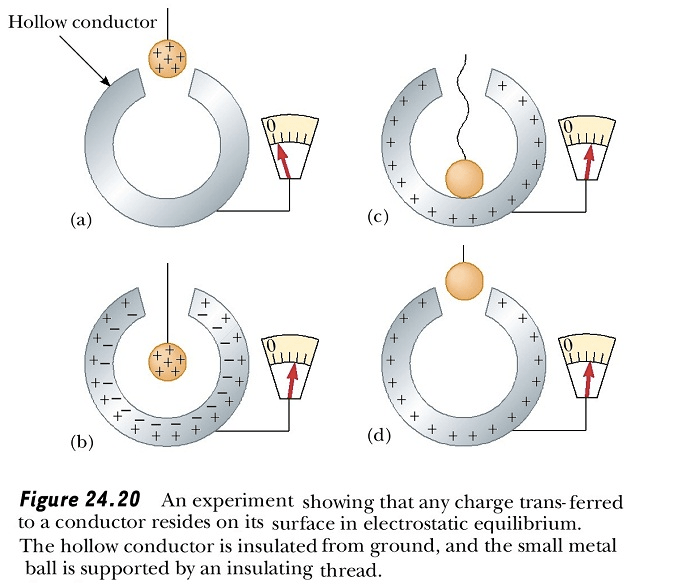 Hollow conductor
0
(a)
0
(c)
0
(b)
0
(d)
Figure 24.20 An experiment showing that any charge trans-ferred
to a conductor resides on its surface in electrostatic equilibrium.
The hollow conductor is insulated from ground, and the small metal
ball is supported by an insulating thread.